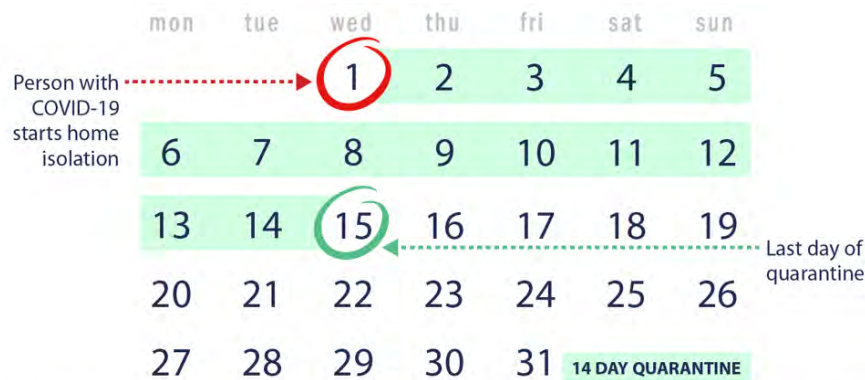 mon tue wed thu fri sat sun
Person with
COVID-19
starts home
isolation
1 2 3 4 5
6 7 8 9 10 11 12
13 14 15 16 17 18 19
Last day of
quarantine
20 21 22 23 24 25 26
27 28 29 30 31 14 DAY QUARANTINE